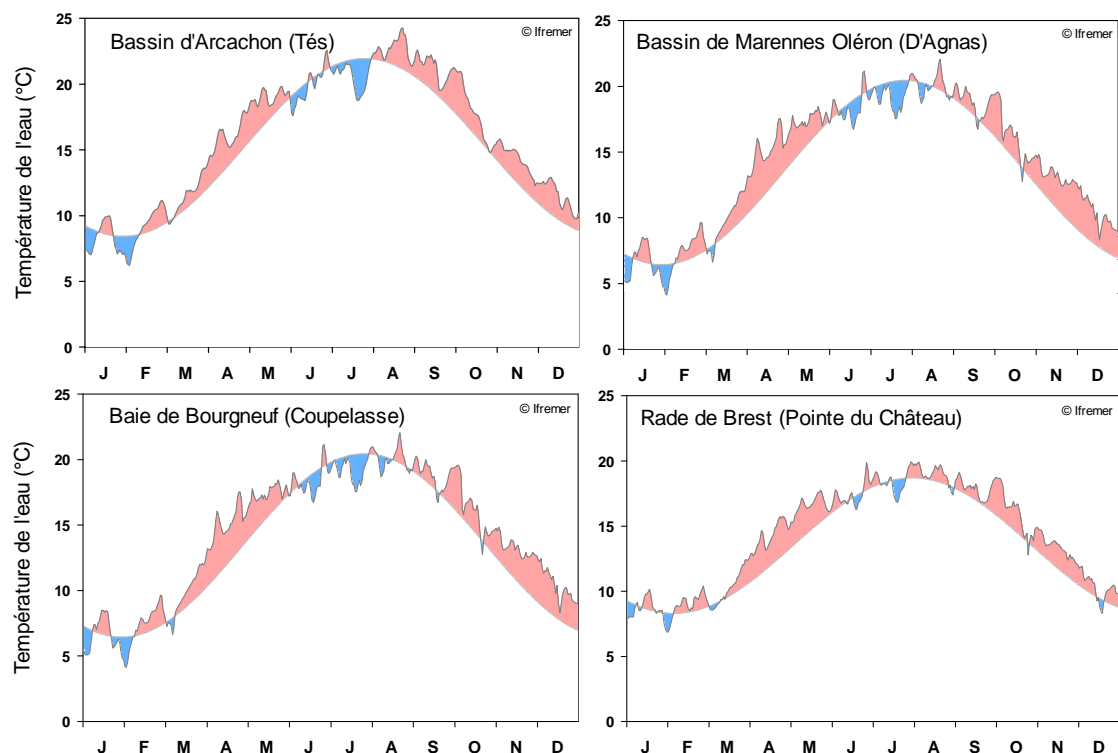 Bassin d'Arcachon (Tés)
© Ifremer
Température de l'eau (°C)
25
20
15
10
5
0
J F M A M J J A S O N D
Bassin de Marennes Oléron (D'Agnas)
© Ifremer
25
20
15
10
5
0
J F M A M J J A S O N D
Baie de Bourgneuf (Coupelasse)
© Ifremer
Température de l'eau (°C)
25
20
15
10
5
0
J F M A M J J A S O N D
Rade de Brest (Pointe du Château)
© Ifremer
25
20
15
10
5
0
J F M A M J J A S O N D